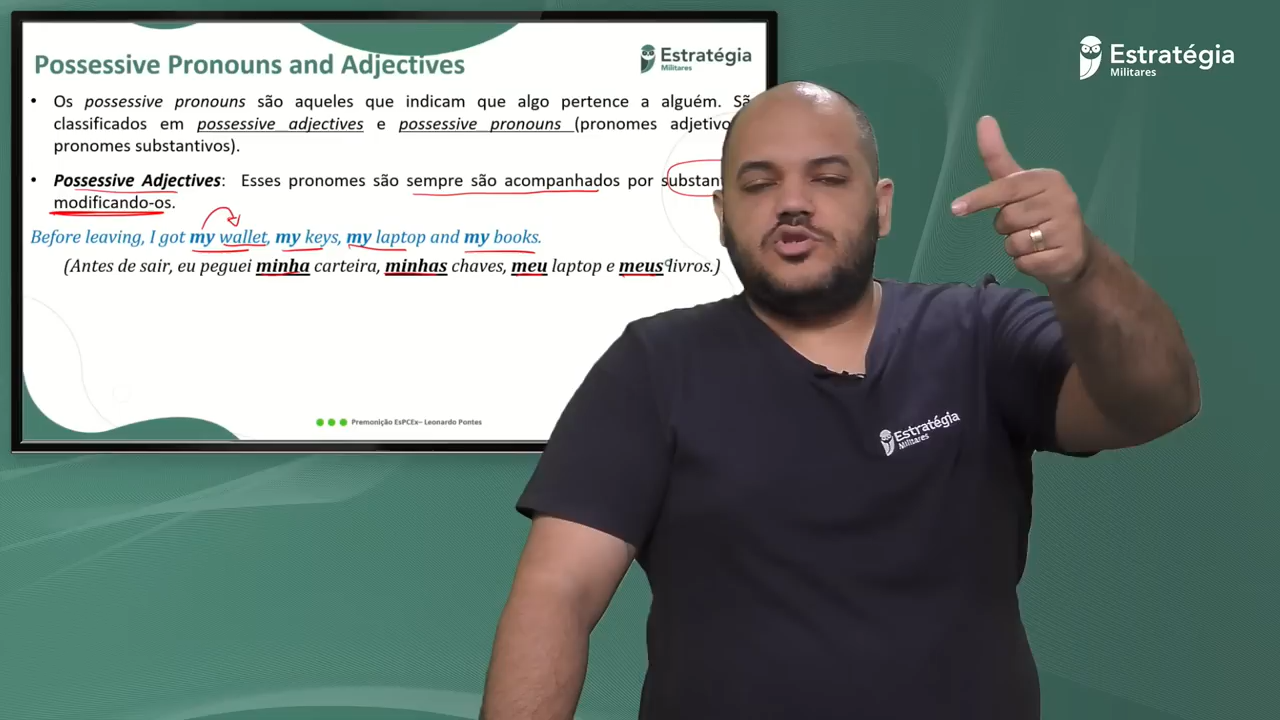 Possessive Pronouns and Adjectives
Estratégia
Militares
• Os possessive pronouns são aqueles que indicam que algo pertence a alguém.
classificados em possessive adjectives e possessive pronouns (pronomes
pronomes substantivos).
• Possessive Adjectives: Esses pronomes são sempre são acompanhados por
modificando-os.
Before leaving, I got my wallet, my keys, my laptop and my books.
(Antes de sair, eu peguei minha carteira, minhas chaves, meu laptop e meus livros.)
Premonição EsPCEx– Leonardo Pontes
Estratégia
Militares
Estratégia
Militares